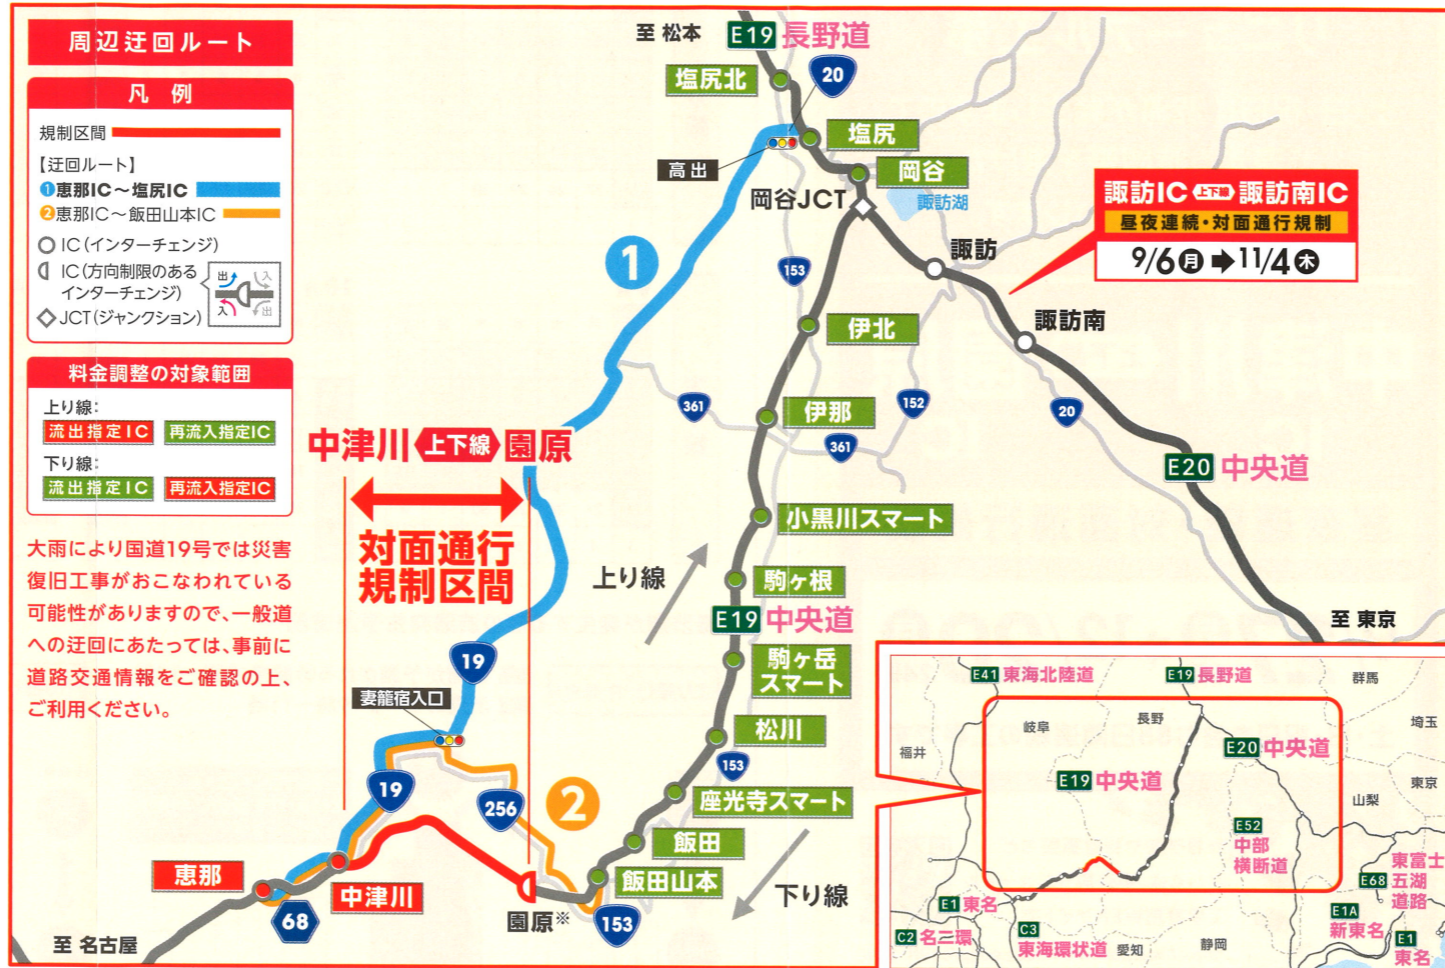 周辺迂回ルート
凡 例
規制区間
【迂回ルート】
1恵那IC～塩尻IC
2恵那IC～飯田山本IC
IC(インターチェンジ)
IC(方向制限のある
インターチェンジ)
出 入
入 出
JCT(ジャンクション)
料金調整の対象範囲
上り線:
流出指定IC 再流入指定IC
下り線:
流出指定IC 再流入指定IC
大雨により国道19号では災害
復旧工事がおこなわれている
可能性がありますので、一般道
への迂回にあたっては、事前に
道路交通情報をご確認の上、
ご利用ください。
至 松本
E19 長野道
塩尻北
20
塩尻
高出
岡谷
岡谷JCT
諏訪湖
諏訪IC 上下線 諏訪南IC
昼夜連続・対面通行規制
9/6月➡11/4木
1
153
諏訪
諏訪南
伊北
361
伊那
152
20
361
中津川 上下線 園原
対面通行
規制区間
E20 中央道
小黒川スマート
上り線
駒ヶ根
E19 中央道
至 東京
駒ヶ岳
スマート
19
妻籠宿入口
松川
153
19
256
2
座光寺スマート
飯田
飯田山本
下り線
恵那
中津川
68
園原※
153
至 名古屋
E41 東海北陸道
E19 長野道
群馬
岐阜
長野
福井
埼玉
E20 中央道
E19 中央道
東京
山梨
E52
中部
横断道
東富士
E68 五湖
道路
E1 東名
E1A
新東名
C2 名二環
C3
東海環状道
愛知
静岡
E1
東名